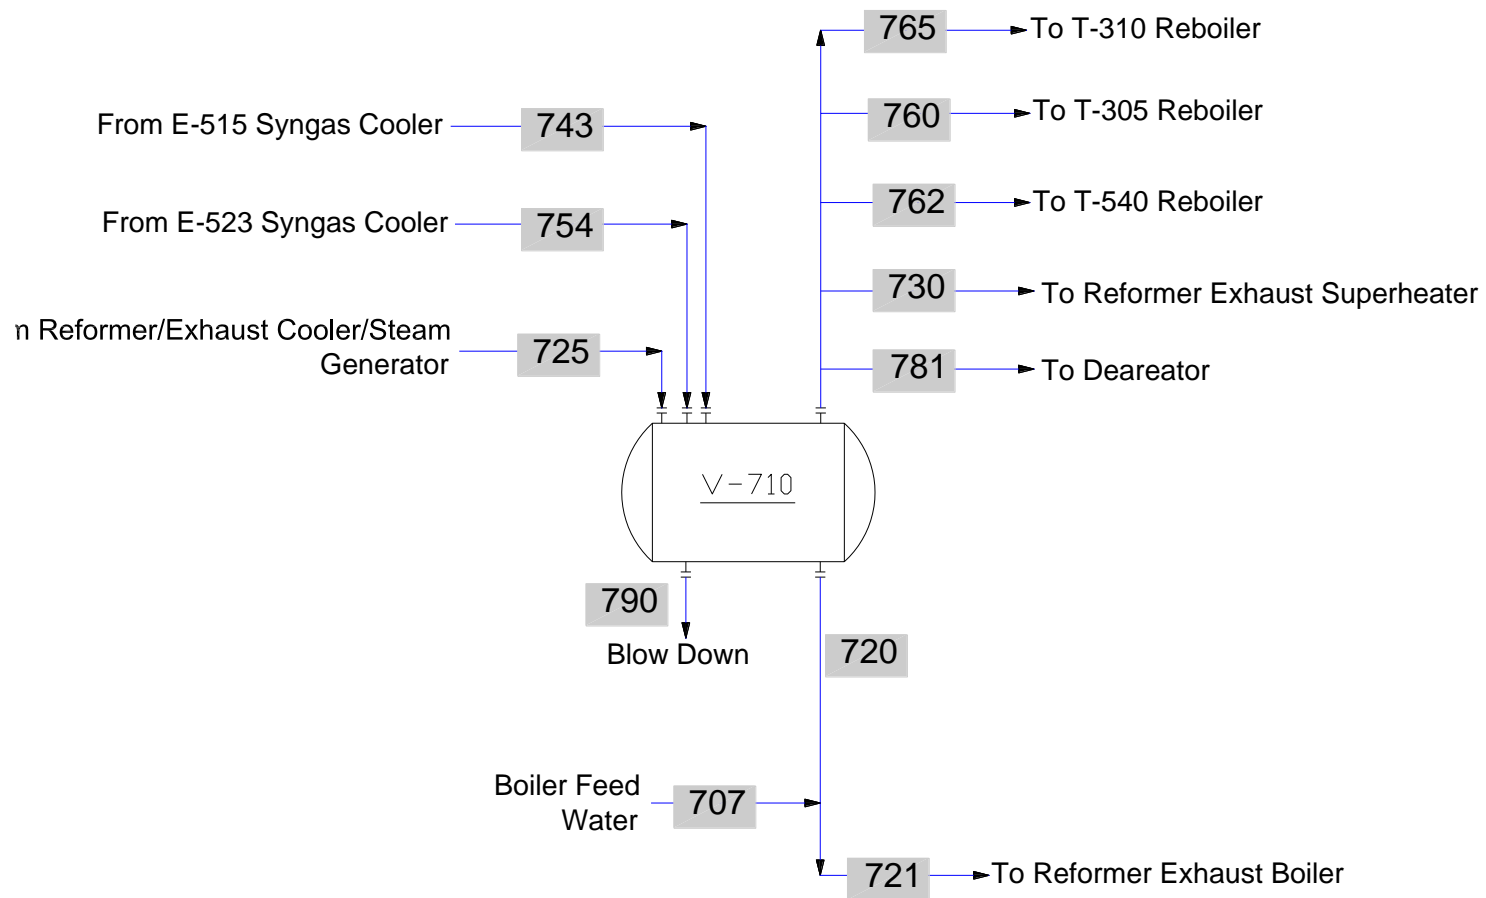 765 To T-310 Reboiler
760 To T-305 Reboiler
From E-515 Syngas Cooler 743
762 To T-540 Reboiler
From E-523 Syngas Cooler 754
730 To Reformer Exhaust Superheater
Reformer/Exhaust Cooler/Steam
Generator 725
781 To Deareator
V-710
790
Blow Down
720
Boiler Feed
Water
707
721 To Reformer Exhaust Boiler